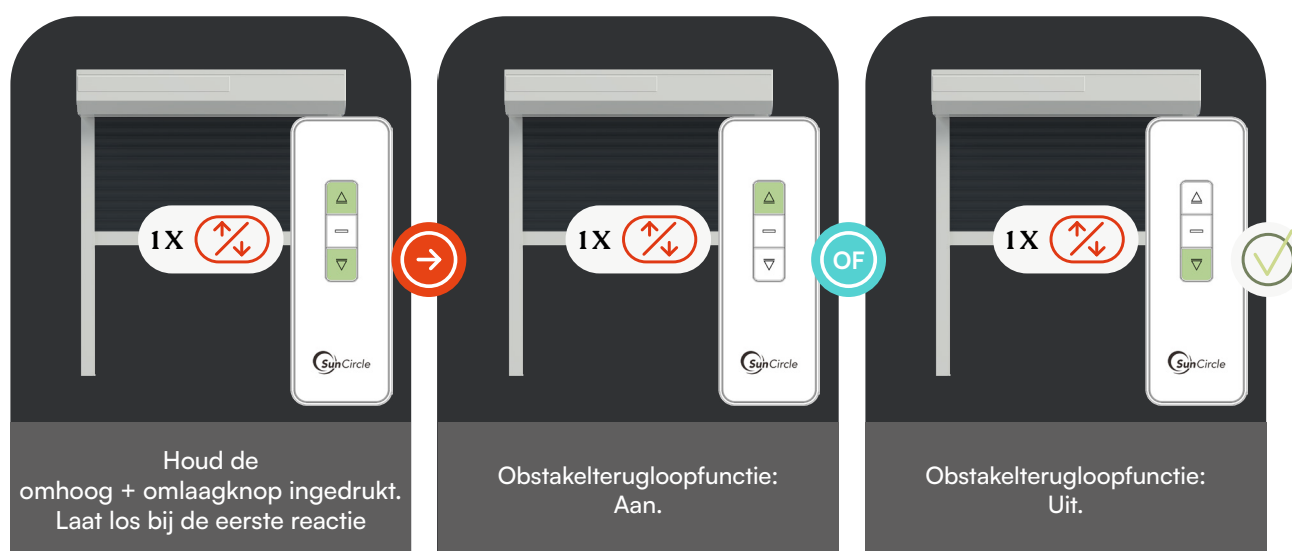 1X
SunCircle
Houd de
omhoog + omlaagknop ingedrukt.
Laat los bij de eerste reactie
1X
SunCircle
Obstakelterugloopfunctie:
Aan.
OF
1X
SunCircle
Obstakelterugloopfunctie:
Uit.